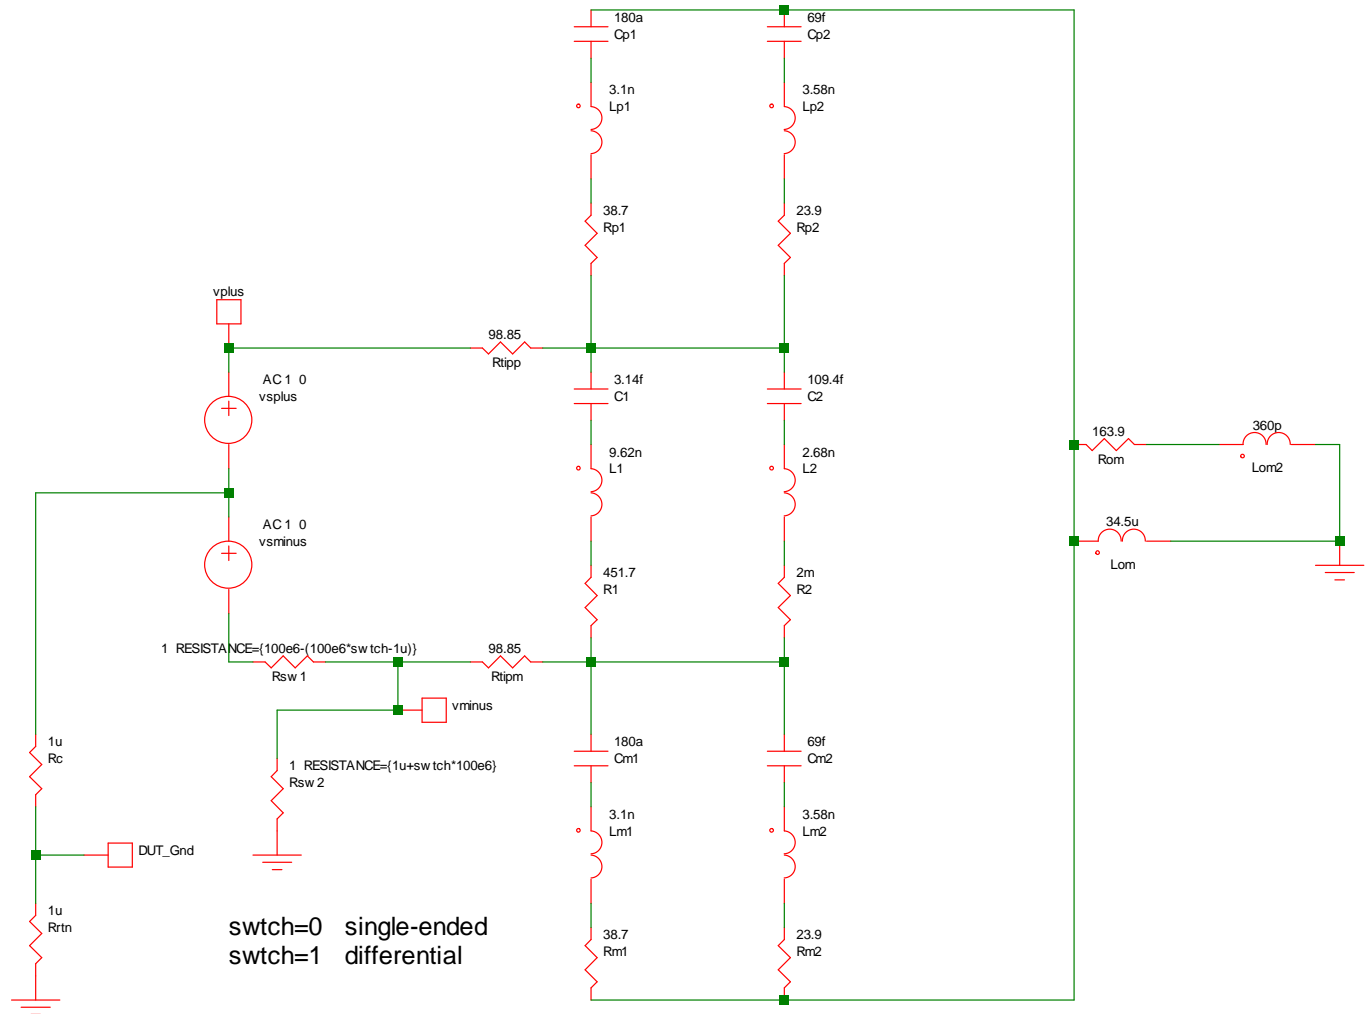 180a
Cp1
69f
Cp2
3.1n
Lp1
3.58n
Lp2
38.7
Rp1
23.9
Rp2
vplus
98.85
Rtipp
AC 1 0
vsplus
3.14f
C1
109.4f
C2
163.9
Rom
360p
Lom2
9.62n
L1
2.68n
L2
AC 1 0
vsminus
34.5u
Lom
451.7
R1
2m
R2
1 RESISTANCE={100e6-(100e6*swtch-1u)}
Rsw1
98.85
Rtipm
vminus
180a
Cm1
69f
Cm2
1u
Rc
1 RESISTANCE={1u+swtch*100e6}
Rsw2
3.1n
Lm1
3.58n
Lm2
DUT_Gnd
1u
Rrtn
38.7
Rm1
23.9
Rm2
swtch=0 single-ended
swtch=1 differential